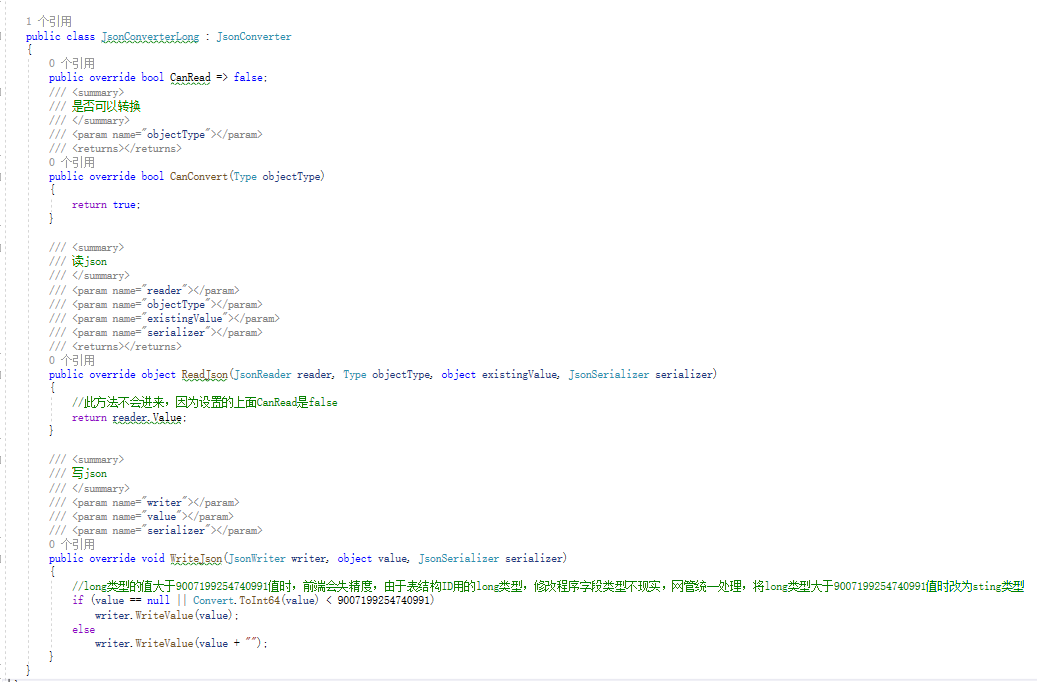 1 个引用
public class JsonConverterLong : JsonConverter
{
0 个引用
public override bool CanRead => false;
/// <summary>
/// 是否可以转换
/// </summary>
/// <param name="objectType"></param>
/// <returns></returns>
0 个引用
public override bool CanConvert(Type objectType)
{
return true;
}
/// <summary>
/// 读json
/// </summary>
/// <param name="reader"></param>
/// <param name="objectType"></param>
/// <param name="existingValue"></param>
/// <param name="serializer"></param>
/// <returns></returns>
0 个引用
public override object ReadJson(JsonReader reader, Type objectType, object existingValue, JsonSerializer serializer)
{
//此方法不会进来，因为设置的上面CanRead是false
return reader.Value;
}
/// <summary>
/// 写json
/// </summary>
/// <param name="writer"></param>
/// <param name="value"></param>
/// <param name="serializer"></param>
0 个引用
public override void WriteJson(JsonWriter writer, object value, JsonSerializer serializer)
{
//long类型的值大于9007199254740991值时，前端会失精度，由于表结构ID用的long类型，修改程序字段类型不现实，网管统一处理，将long类型大于9007199254740991值时改为sting类型
if (value == null || Convert.ToInt64(value) < 9007199254740991)
writer.WriteValue(value);
else
writer.WriteValue(value + "");
}
}